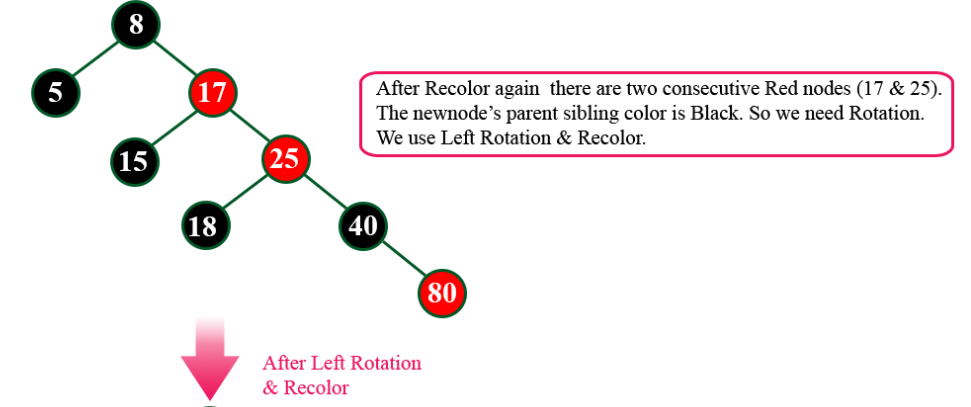 8
5
17
After Recolor again there are two consecutive Red nodes (17 & 25).
The newnode's parent sibling color is Black. So we need Rotation.
We use Left Rotation & Recolor.
15
25
18
40
80
After Left Rotation
& Recolor